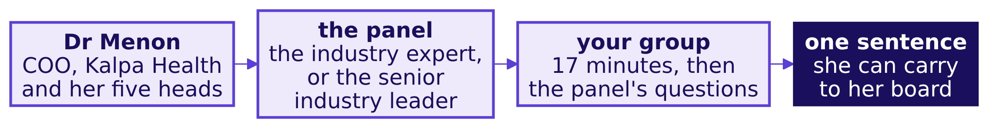 Dr Menon
COO, Kalpa Health
and her five heads
the panel
the industry expert,
or the senior
industry leader
your group
17 minutes, then
the panel's questions
one sentence
she can carry
to her board